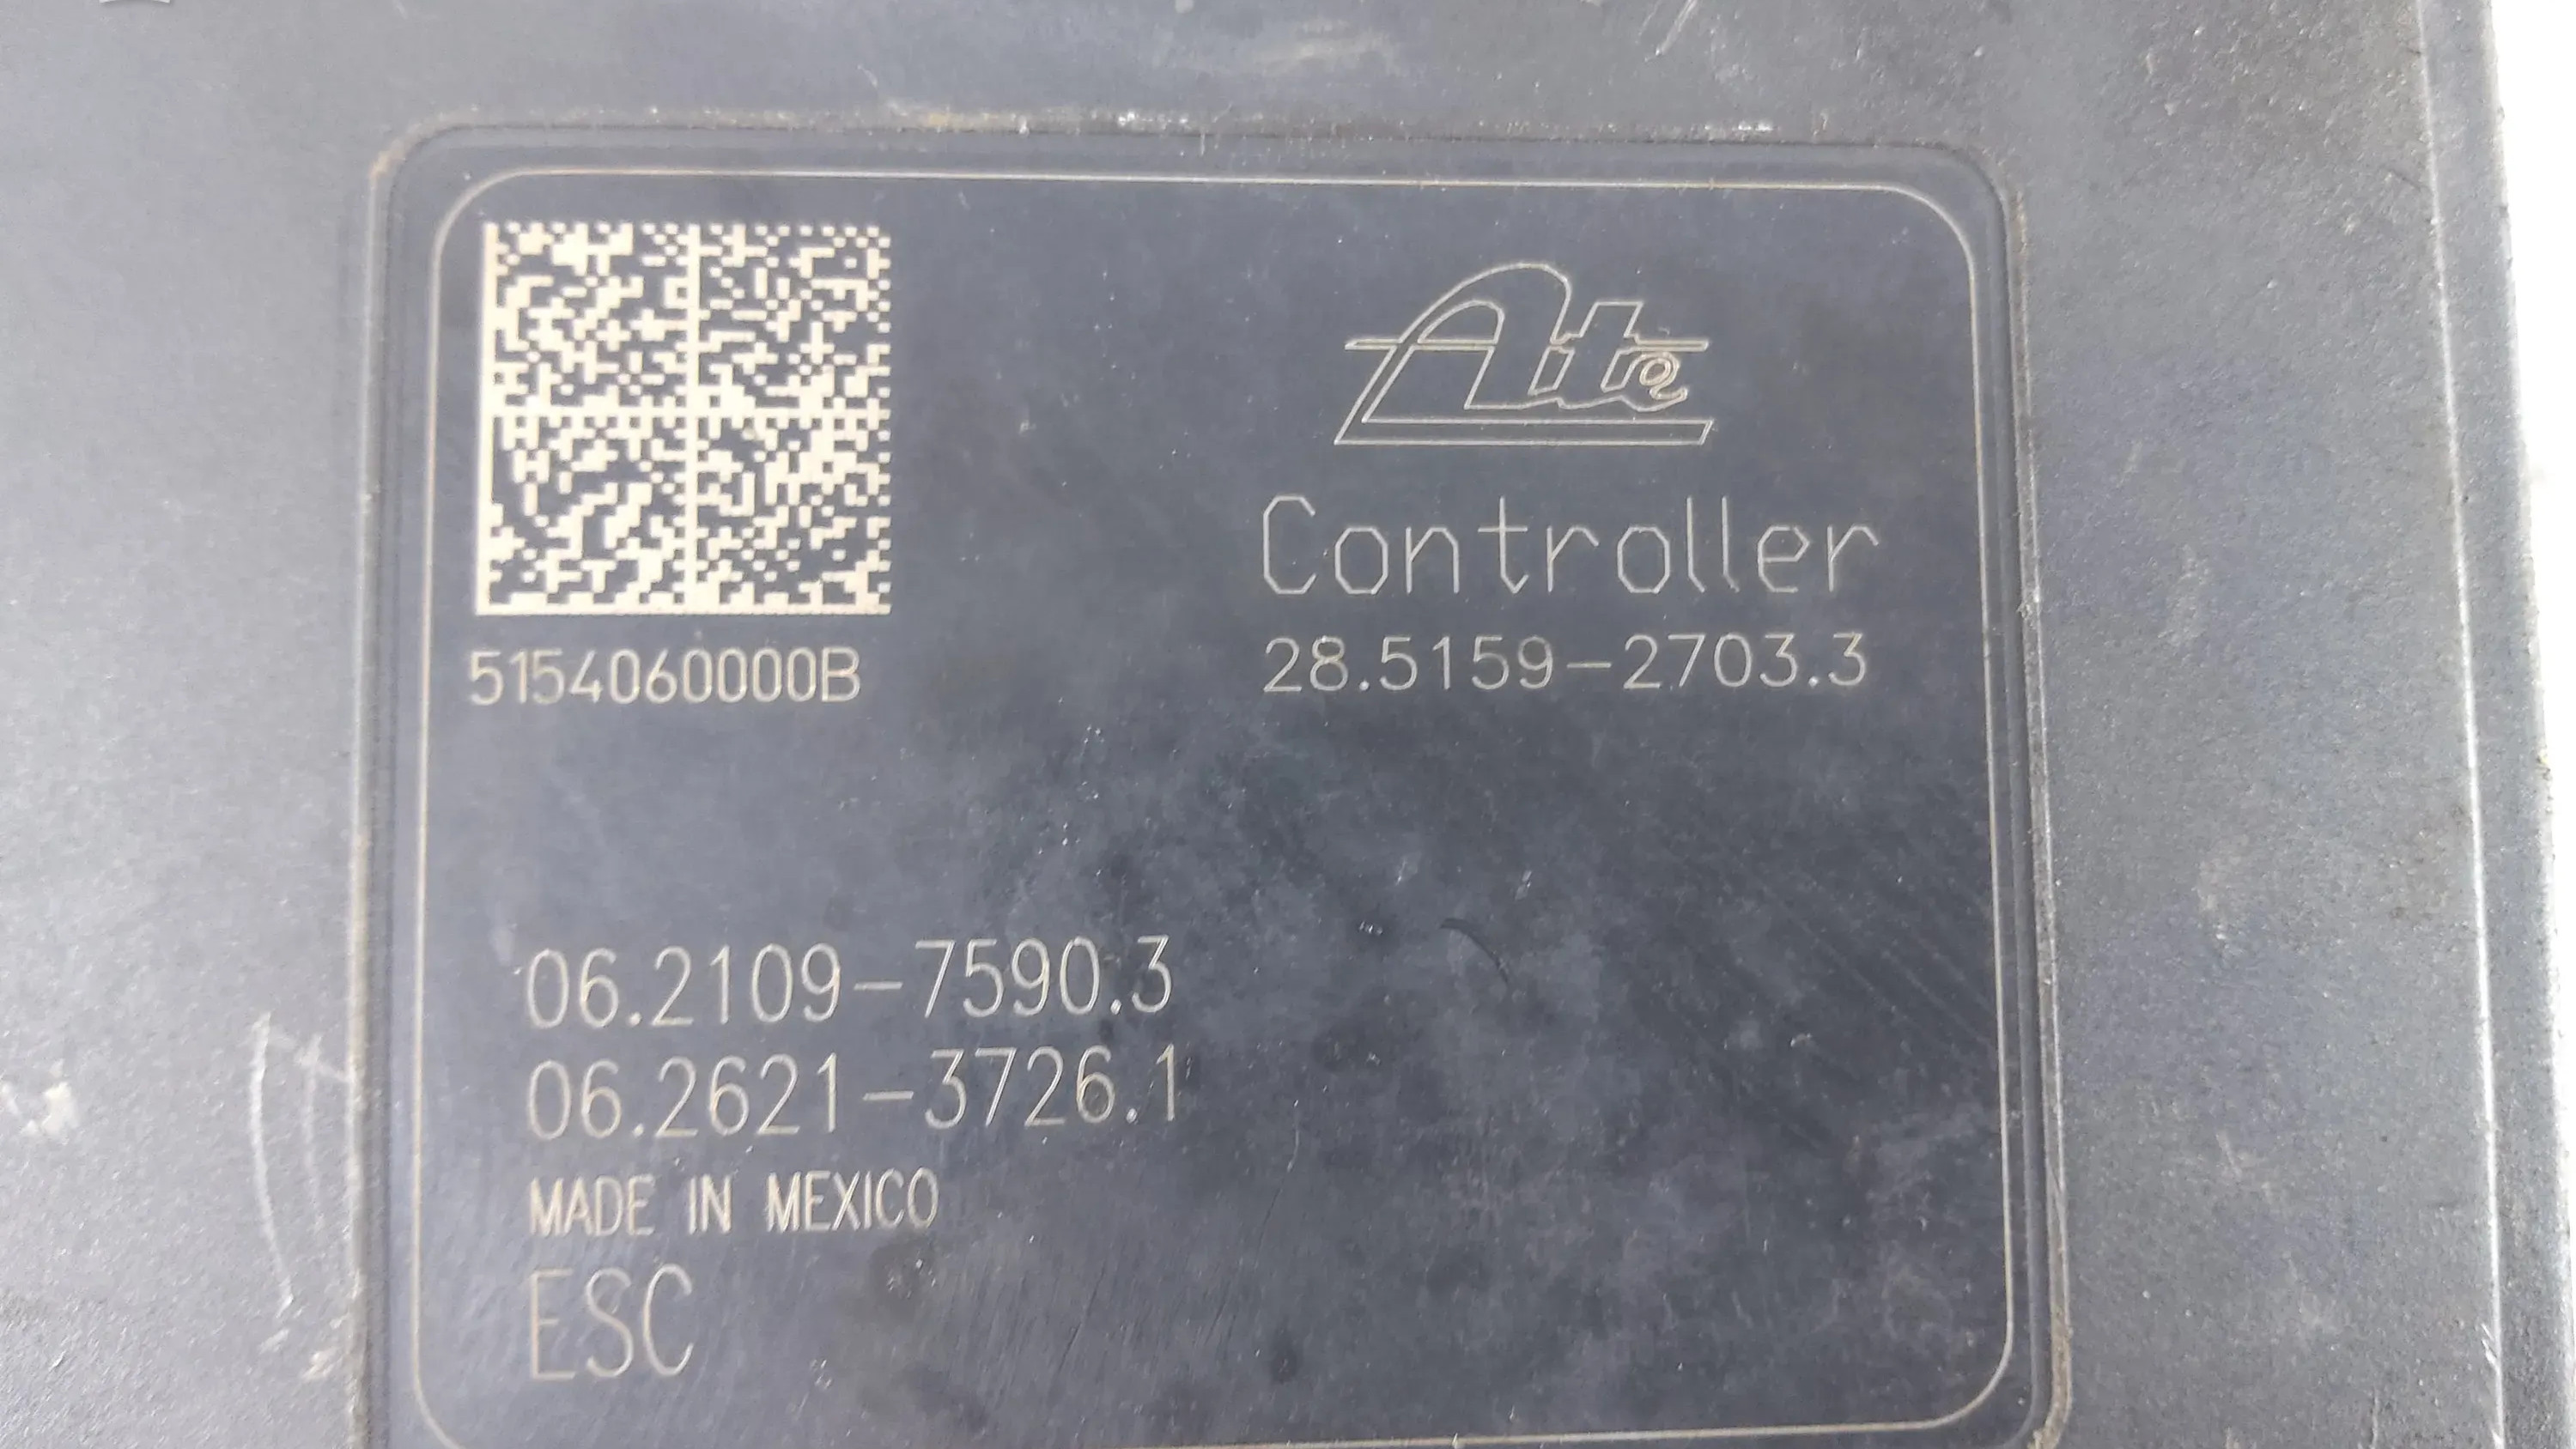 Ate
Controller
28.5159-2703.3
5154060000B
06.2109-7590.3
06.2621-3726.1
MADE IN MEXICO
ESC